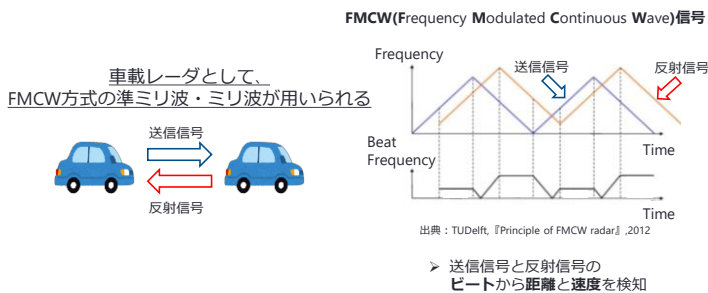 FMCW(Frequency Modulated Continuous Wave)信号
車載レーダとして、
FMCW方式の準ミリ波・ミリ波が用いられる
送信信号
反射信号
Frequency
送信信号
反射信号
Time
Beat
Frequency
Time
出典：TUDelft,『Principle of FMCW radar』,2012
➢ 送信信号と反射信号の
ビートから距離と速度を検知